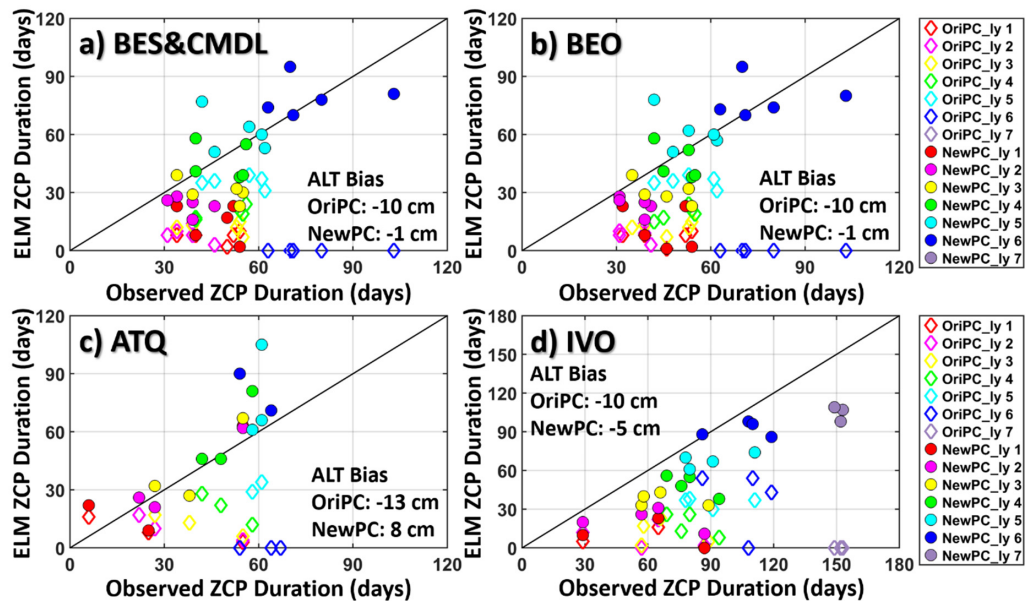 a) BES&CMDL
ELM ZCP Duration (days)
120
90
60
30
0
ALT Bias
OriPC: -10 cm
NewPC: -1 cm
0 30 60 90 120
Observed ZCP Duration (days)
b) BEO
ELM ZCP Duration (days)
120
90
60
30
0
ALT Bias
OriPC: -10 cm
NewPC: -1 cm
0 30 60 90 120
Observed ZCP Duration (days)
OriPC_ly 1
OriPC_ly 2
OriPC_ly 3
OriPC_ly 4
OriPC_ly 5
OriPC_ly 6
OriPC_ly 7
NewPC_ly 1
NewPC_ly 2
NewPC_ly 3
NewPC_ly 4
NewPC_ly 5
NewPC_ly 6
NewPC_ly 7
c) ATQ
ELM ZCP Duration (days)
120
90
60
30
0
ALT Bias
OriPC: -13 cm
NewPC: 8 cm
0 30 60 90 120
Observed ZCP Duration (days)
d) IVO
ELM ZCP Duration (days)
180
150
120
90
60
30
0
ALT Bias
OriPC: -10 cm
NewPC: -5 cm
0 30 60 90 120 150 180
Observed ZCP Duration (days)
OriPC_ly 1
OriPC_ly 2
OriPC_ly 3
OriPC_ly 4
OriPC_ly 5
OriPC_ly 6
OriPC_ly 7
NewPC_ly 1
NewPC_ly 2
NewPC_ly 3
NewPC_ly 4
NewPC_ly 5
NewPC_ly 6
NewPC_ly 7